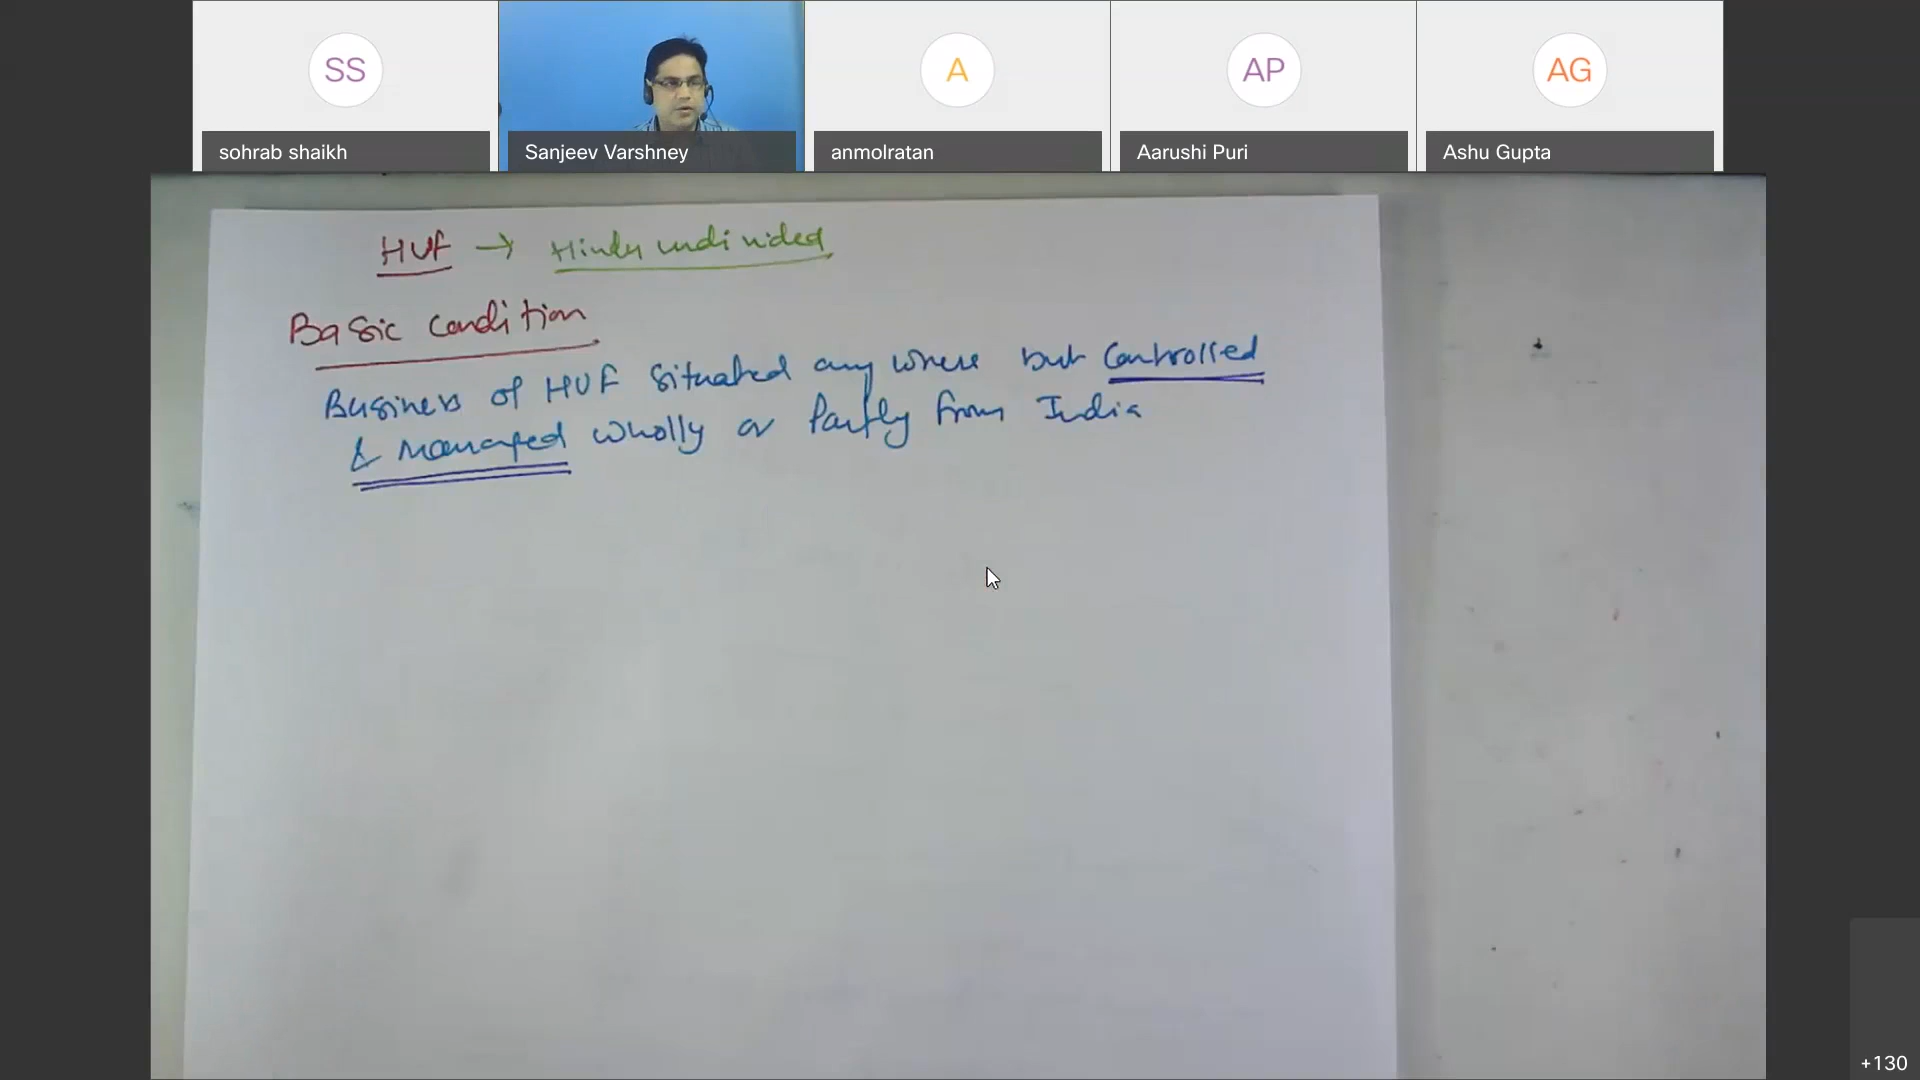 SS
A
AP
AG
sohrab shaikh
Sanjeev Varshney
anmolratan
Aarushi Puri
Ashu Gupta
HUF → Hindu undivided
Basic Condition
Business of HUF situated any where but Controlled
& managed wholly or Partly from India
+130